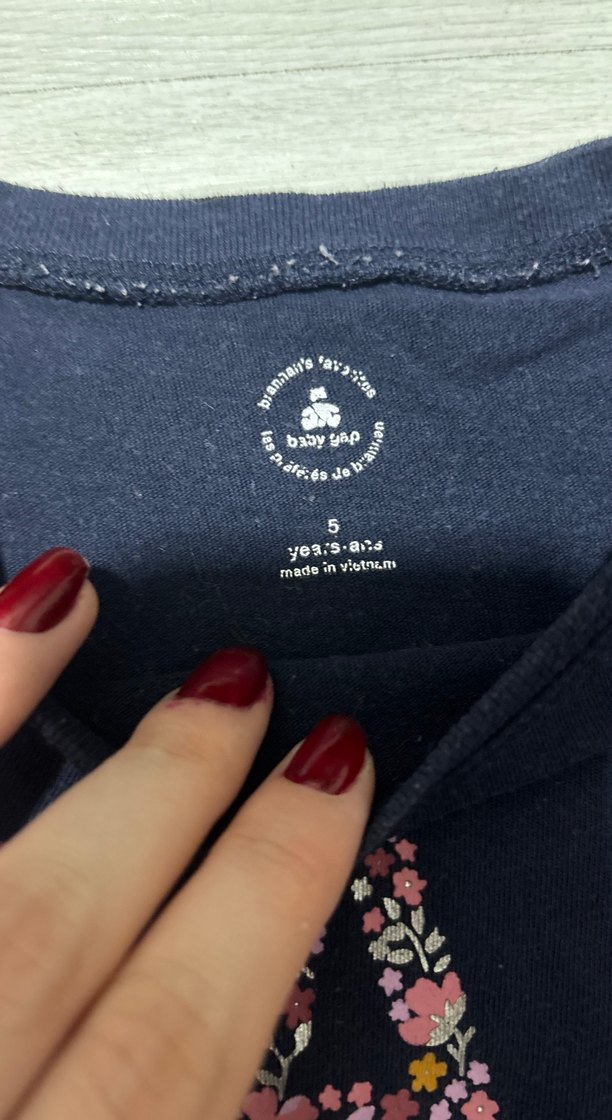 brannan's favorites
baby gap
les préférés de brannan
5
years·ans
made in vietnam